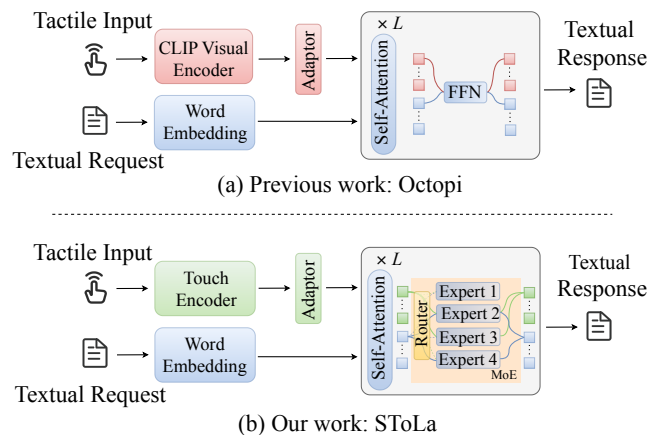 Tactile Input
CLIP Visual
Encoder
Adaptor
× L
Self-Attention
FFN
Textual
Response
Word
Embedding
Textual Request
(a) Previous work: Octopi
Tactile Input
Touch
Encoder
Adaptor
× L
Self-Attention
Router
Expert 1
Expert 2
Expert 3
Expert 4
MoE
Textual
Response
Word
Embedding
Textual Request
(b) Our work: SToLa